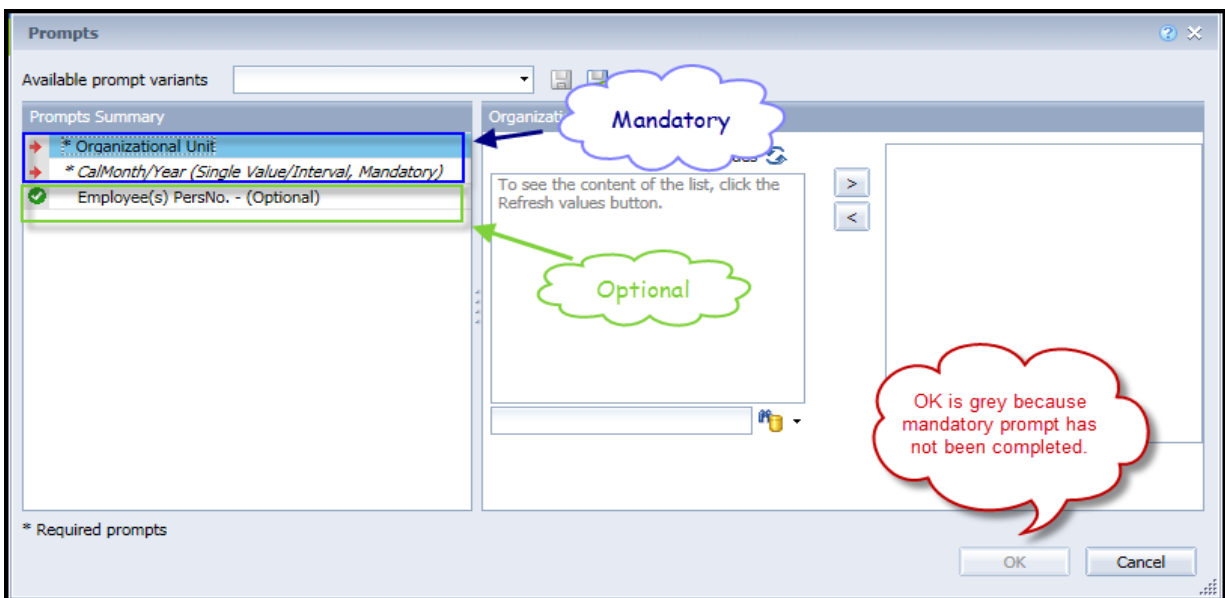 Prompts
Available prompt variants
Prompts Summary
* Organizational Unit
* CalMonth/Year (Single Value/Interval, Mandatory)
Employee(s) PersNo. - (Optional)
Mandatory
To see the content of the list, click the
Refresh values button.
>
<
Optional
OK is grey because
mandatory prompt has
not been completed.
* Required prompts
OK
Cancel